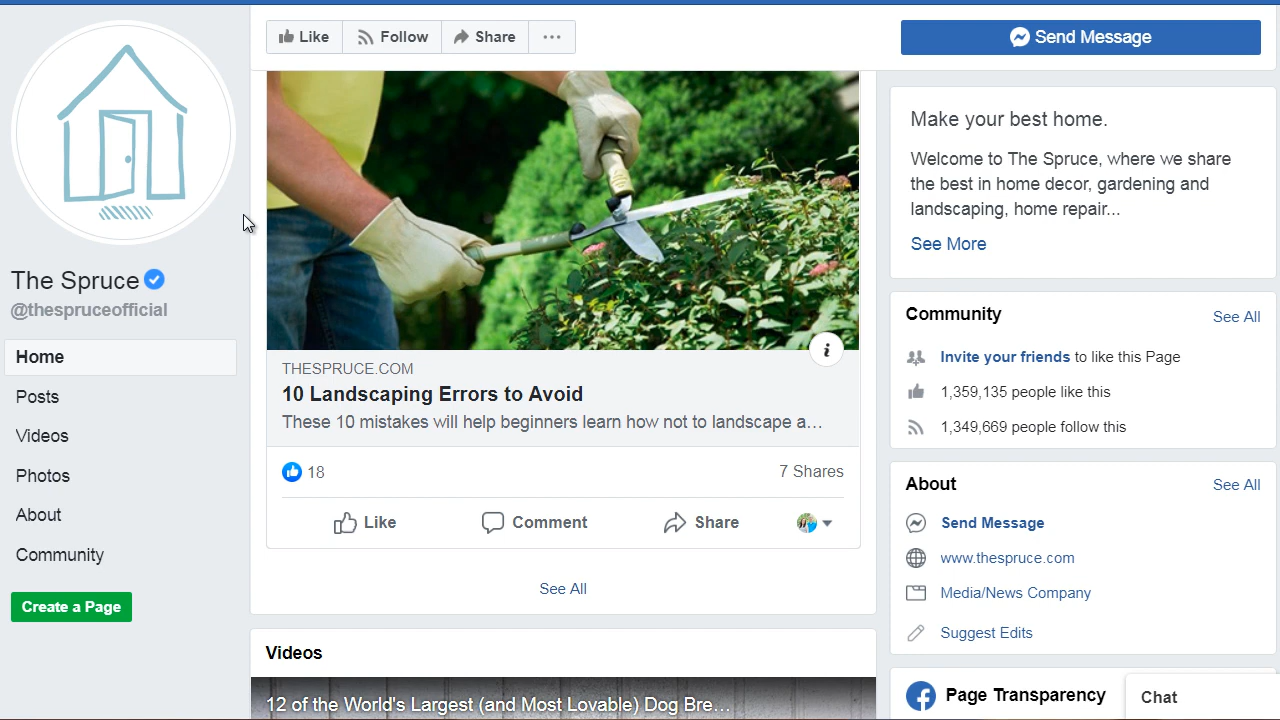 Like
Follow
Share
Send Message
The Spruce
@thespruceofficial
Home
Posts
Videos
Photos
About
Community
Create a Page
THESPRUCE.COM
10 Landscaping Errors to Avoid
These 10 mistakes will help beginners learn how not to landscape a...
18
7 Shares
Like
Comment
Share
See All
Videos
12 of the World's Largest (and Most Lovable) Dog Bre...
Make your best home.
Welcome to The Spruce, where we share
the best in home decor, gardening and
landscaping, home repair...
See More
Community
See All
Invite your friends to like this Page
1,359,135 people like this
1,349,669 people follow this
About
See All
Send Message
www.thespruce.com
Media/News Company
Suggest Edits
Page Transparency
Chat